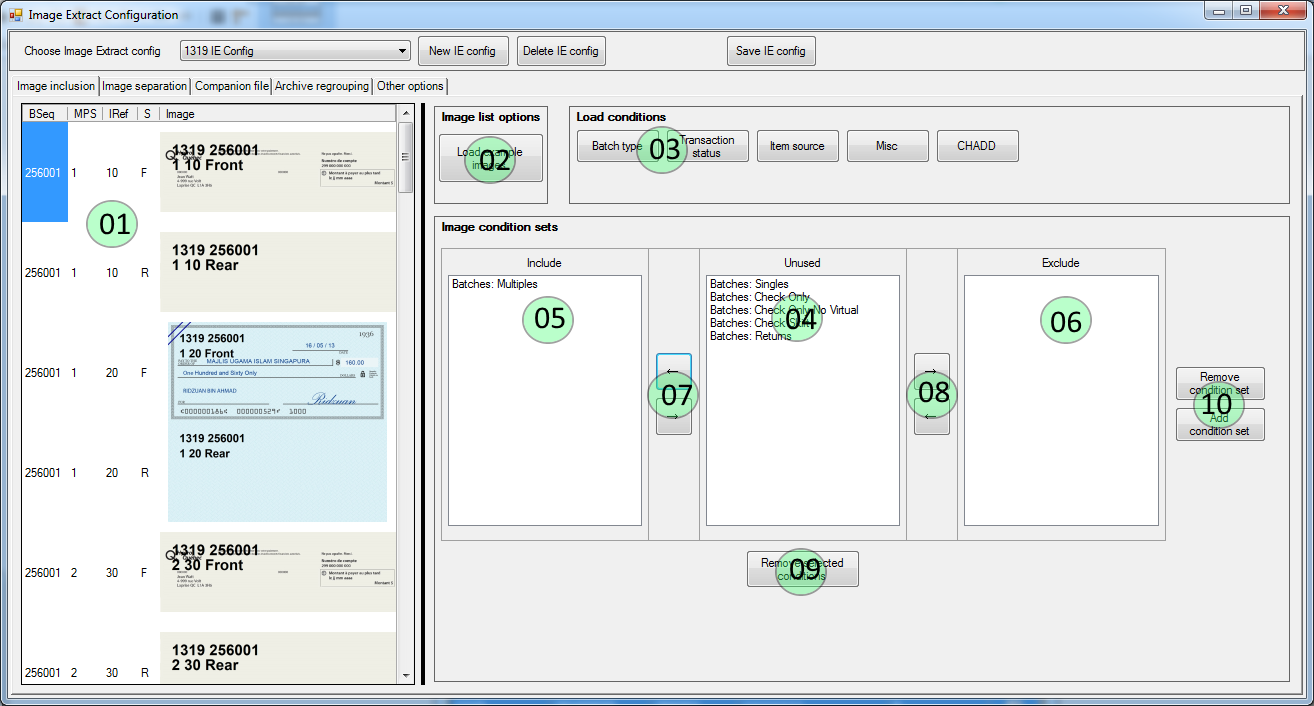 Image Extract Configuration
Choose Image Extract config
1319 IE Config
New IE config
Delete IE config
Save IE config
Image inclusion
Image separation
Companion file
Archive regrouping
Other options
BSeq MPS IRef S Image
256001 1 10 F
1319 256001
1 10 Front
01
256001 1 10 R
1319 256001
1 10 Rear
256001 1 20 F
1319 256001
1 20 Front
1936
16 / 05 / 13
MAJLIS UGAMA ISLAM SINGAPURA
$ 160.00
One Hundred and Sixty Only
RIDZUAN BIN AHMAD
Ridzuan
256001 1 20 R
1319 256001
1 20 Rear
256001 2 30 F
1319 256001
2 30 Front
256001 2 30 R
1319 256001
2 30 Rear
Image list options
Load example
images
02
Load conditions
Batch type
03
Transaction
status
Item source
Misc
CHADD
Image condition sets
Include
Batches: Multiples
05
07
Unused
Batches: Singles
Batches: Check Only
Batches: Check Only No Virtual
Batches: Check Skirt
Batches: Returns
04
08
Exclude
06
Remove
condition set
10
Add
condition set
Remove selected
conditions
09